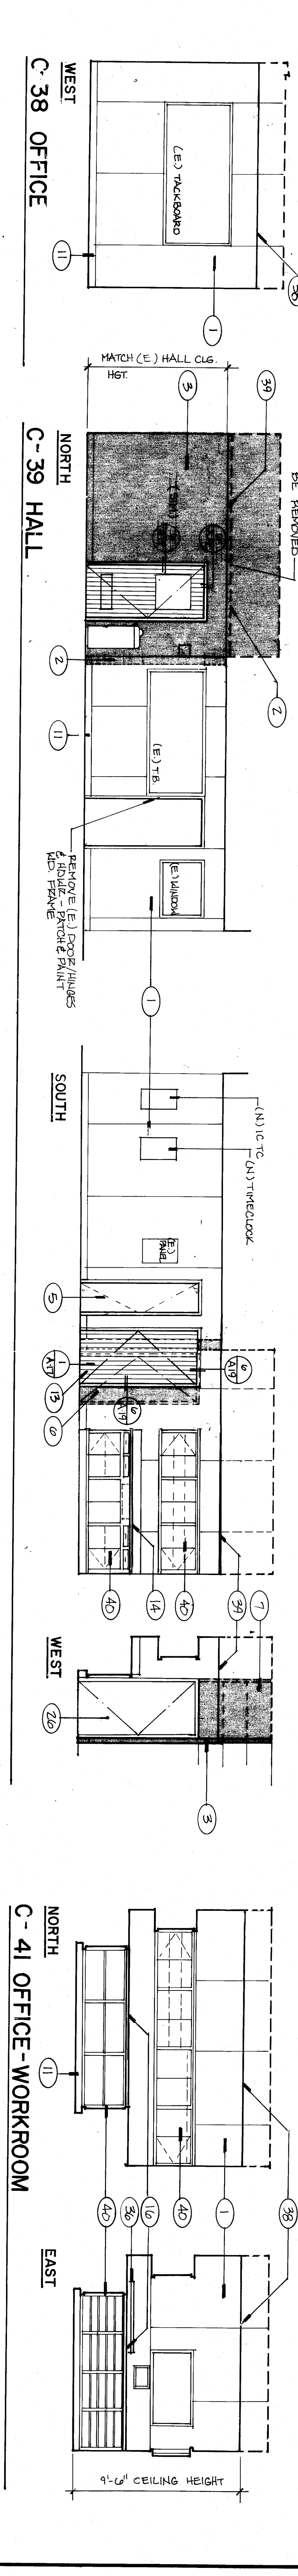 38
(E.) TACKBOARD
1
11
WEST
C-38 OFFICE
BE REMOVED
39
2
MATCH (E) HALL CLG.
HGT.
3
(SIM)
2
(E.) T.B
(E.) WINDOW
11
1
REMOVE (E.) DOOR/HINGES
& HDWR - PATCH & PAINT
WD. FRAME
NORTH
C-39 HALL
(N) IC TC
(N) TIMECLOCK
(E.)
PANEL
5
1
A17
13
6
6
A19
6
A19
40
14
40
39
SOUTH
7
3
26
WEST
38
1
40
16
36
40
11
NORTH
9'-6" CEILING HEIGHT
EAST
C-41 OFFICE-WORKROOM